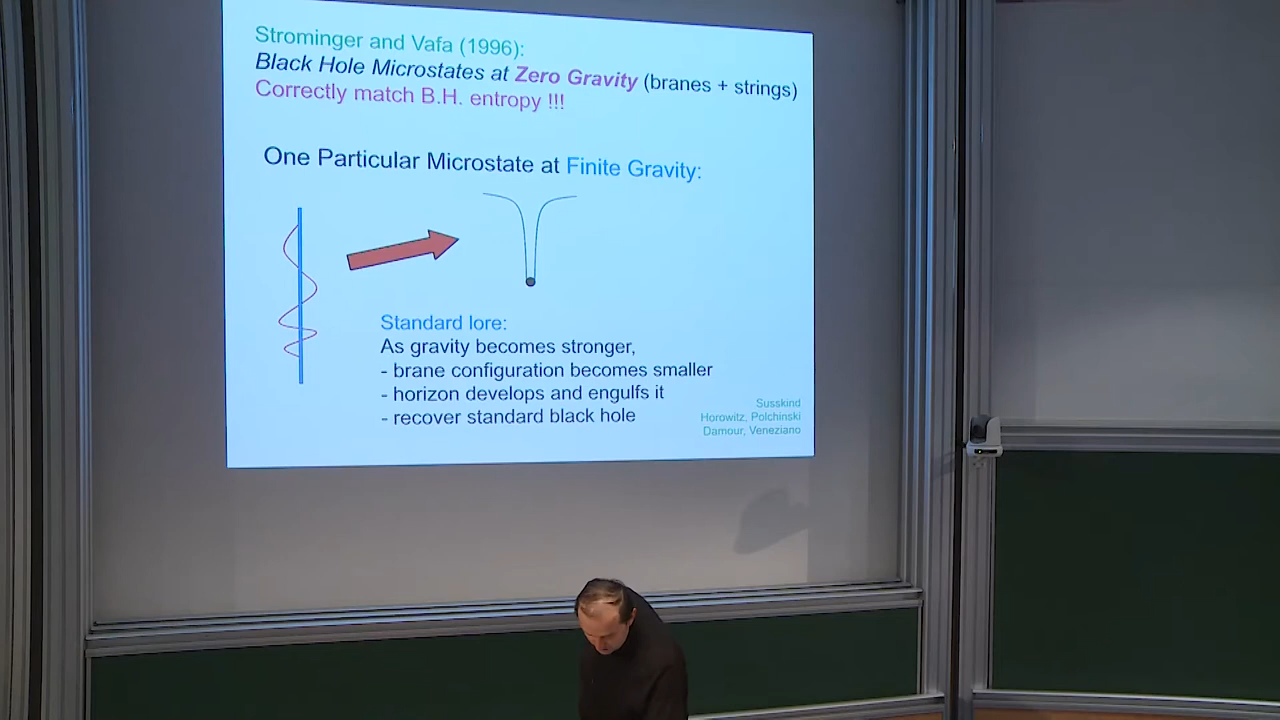 Strominger and Vafa (1996):
Black Hole Microstates at Zero Gravity (branes + strings)
Correctly match B.H. entropy !!!
One Particular Microstate at Finite Gravity:
Standard lore:
As gravity becomes stronger,
- brane configuration becomes smaller
- horizon develops and engulfs it
- recover standard black hole
Susskind
Horowitz, Polchinski
Damour, Veneziano